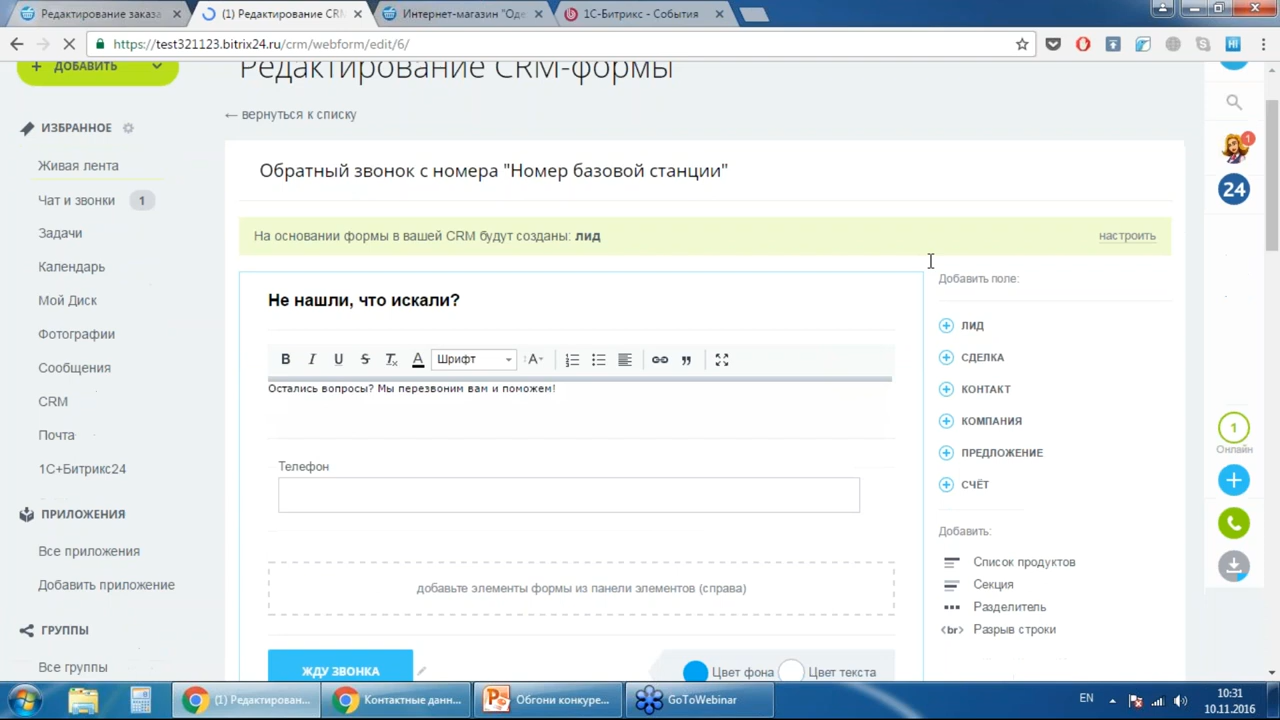 Редактирование заказа
(1) Редактирование CRM
Интернет-магазин "Оде
1С-Битрикс - События
https://test321123.bitrix24.ru/crm/webform/edit/6/
ДОБАВИТЬ
Редактирование CRM-формы
← вернуться к списку
ИЗБРАННОЕ
Живая лента
Чат и звонки 1
Задачи
Календарь
Мой Диск
Фотографии
Сообщения
CRM
Почта
1С+Битрикс24
ПРИЛОЖЕНИЯ
Все приложения
Добавить приложение
ГРУППЫ
Все группы
Обратный звонок с номера "Номер базовой станции"
На основании формы в вашей CRM будут созданы: лид
настроить
Не нашли, что искали?
B I U S Tx A Шрифт A
Остались вопросы? Мы перезвоним вам и поможем!
Телефон
добавьте элементы формы из панели элементов (справа)
ЖДУ ЗВОНКА
Цвет фона
Цвет текста
Добавить поле:
ЛИД
СДЕЛКА
КОНТАКТ
КОМПАНИЯ
ПРЕДЛОЖЕНИЕ
СЧЁТ
Добавить:
Список продуктов
Секция
Разделитель
<br> Разрыв строки
1
24
1
Онлайн
Hi
(1) Редактирован...
Контактные данн...
Обгони конкуре...
GoToWebinar
EN
10:31
10.11.2016